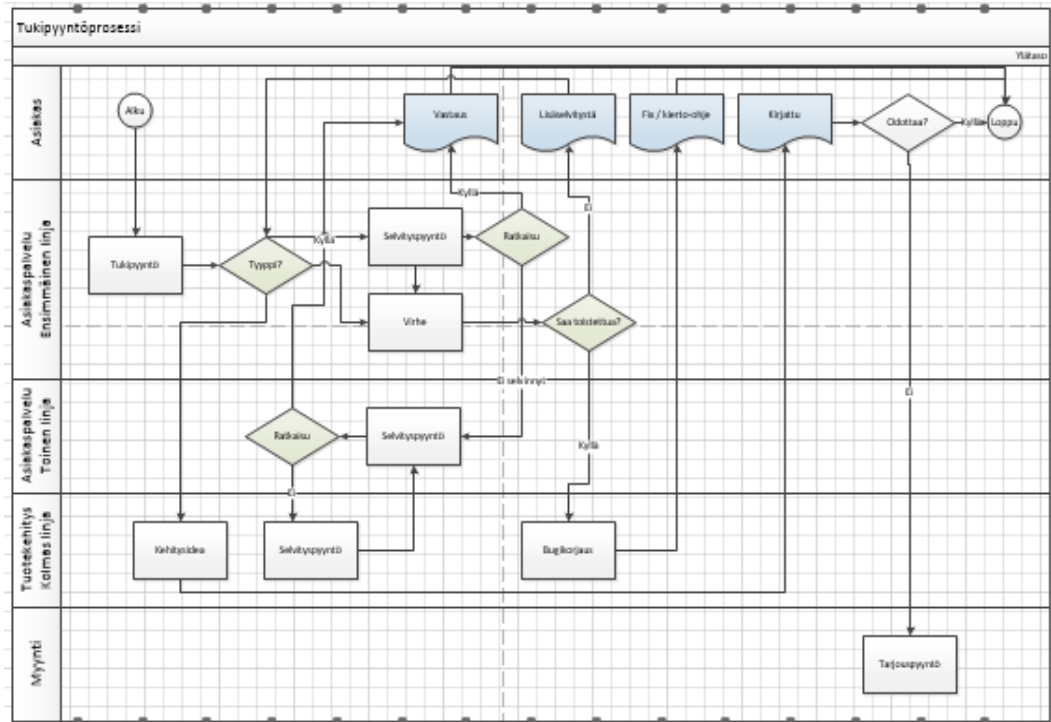 Tukipyyntöprosessi
Ylätaso
Asiakas
Alku
Vastaus
Lisäselvitystä
Fix / kierto-ohje
Kirjattu
Odottaa?
Kyllä
Loppu
Asiakaspalvelu
Ensimmäinen linja
Kyllä
Ei
Tukipyyntö
Tyyppi?
Kyllä
Selvityspyyntö
Ratkaisu
Virhe
Saa toistettua?
Ei selvinnyt
Ei
Asiakaspalvelu
Toinen linja
Ratkaisu
Selvityspyyntö
Kyllä
Ei
Tuotekehitys
Kolmas linja
Kehitysidea
Selvityspyyntö
Bugikorjaus
Myynti
Tarjouspyyntö